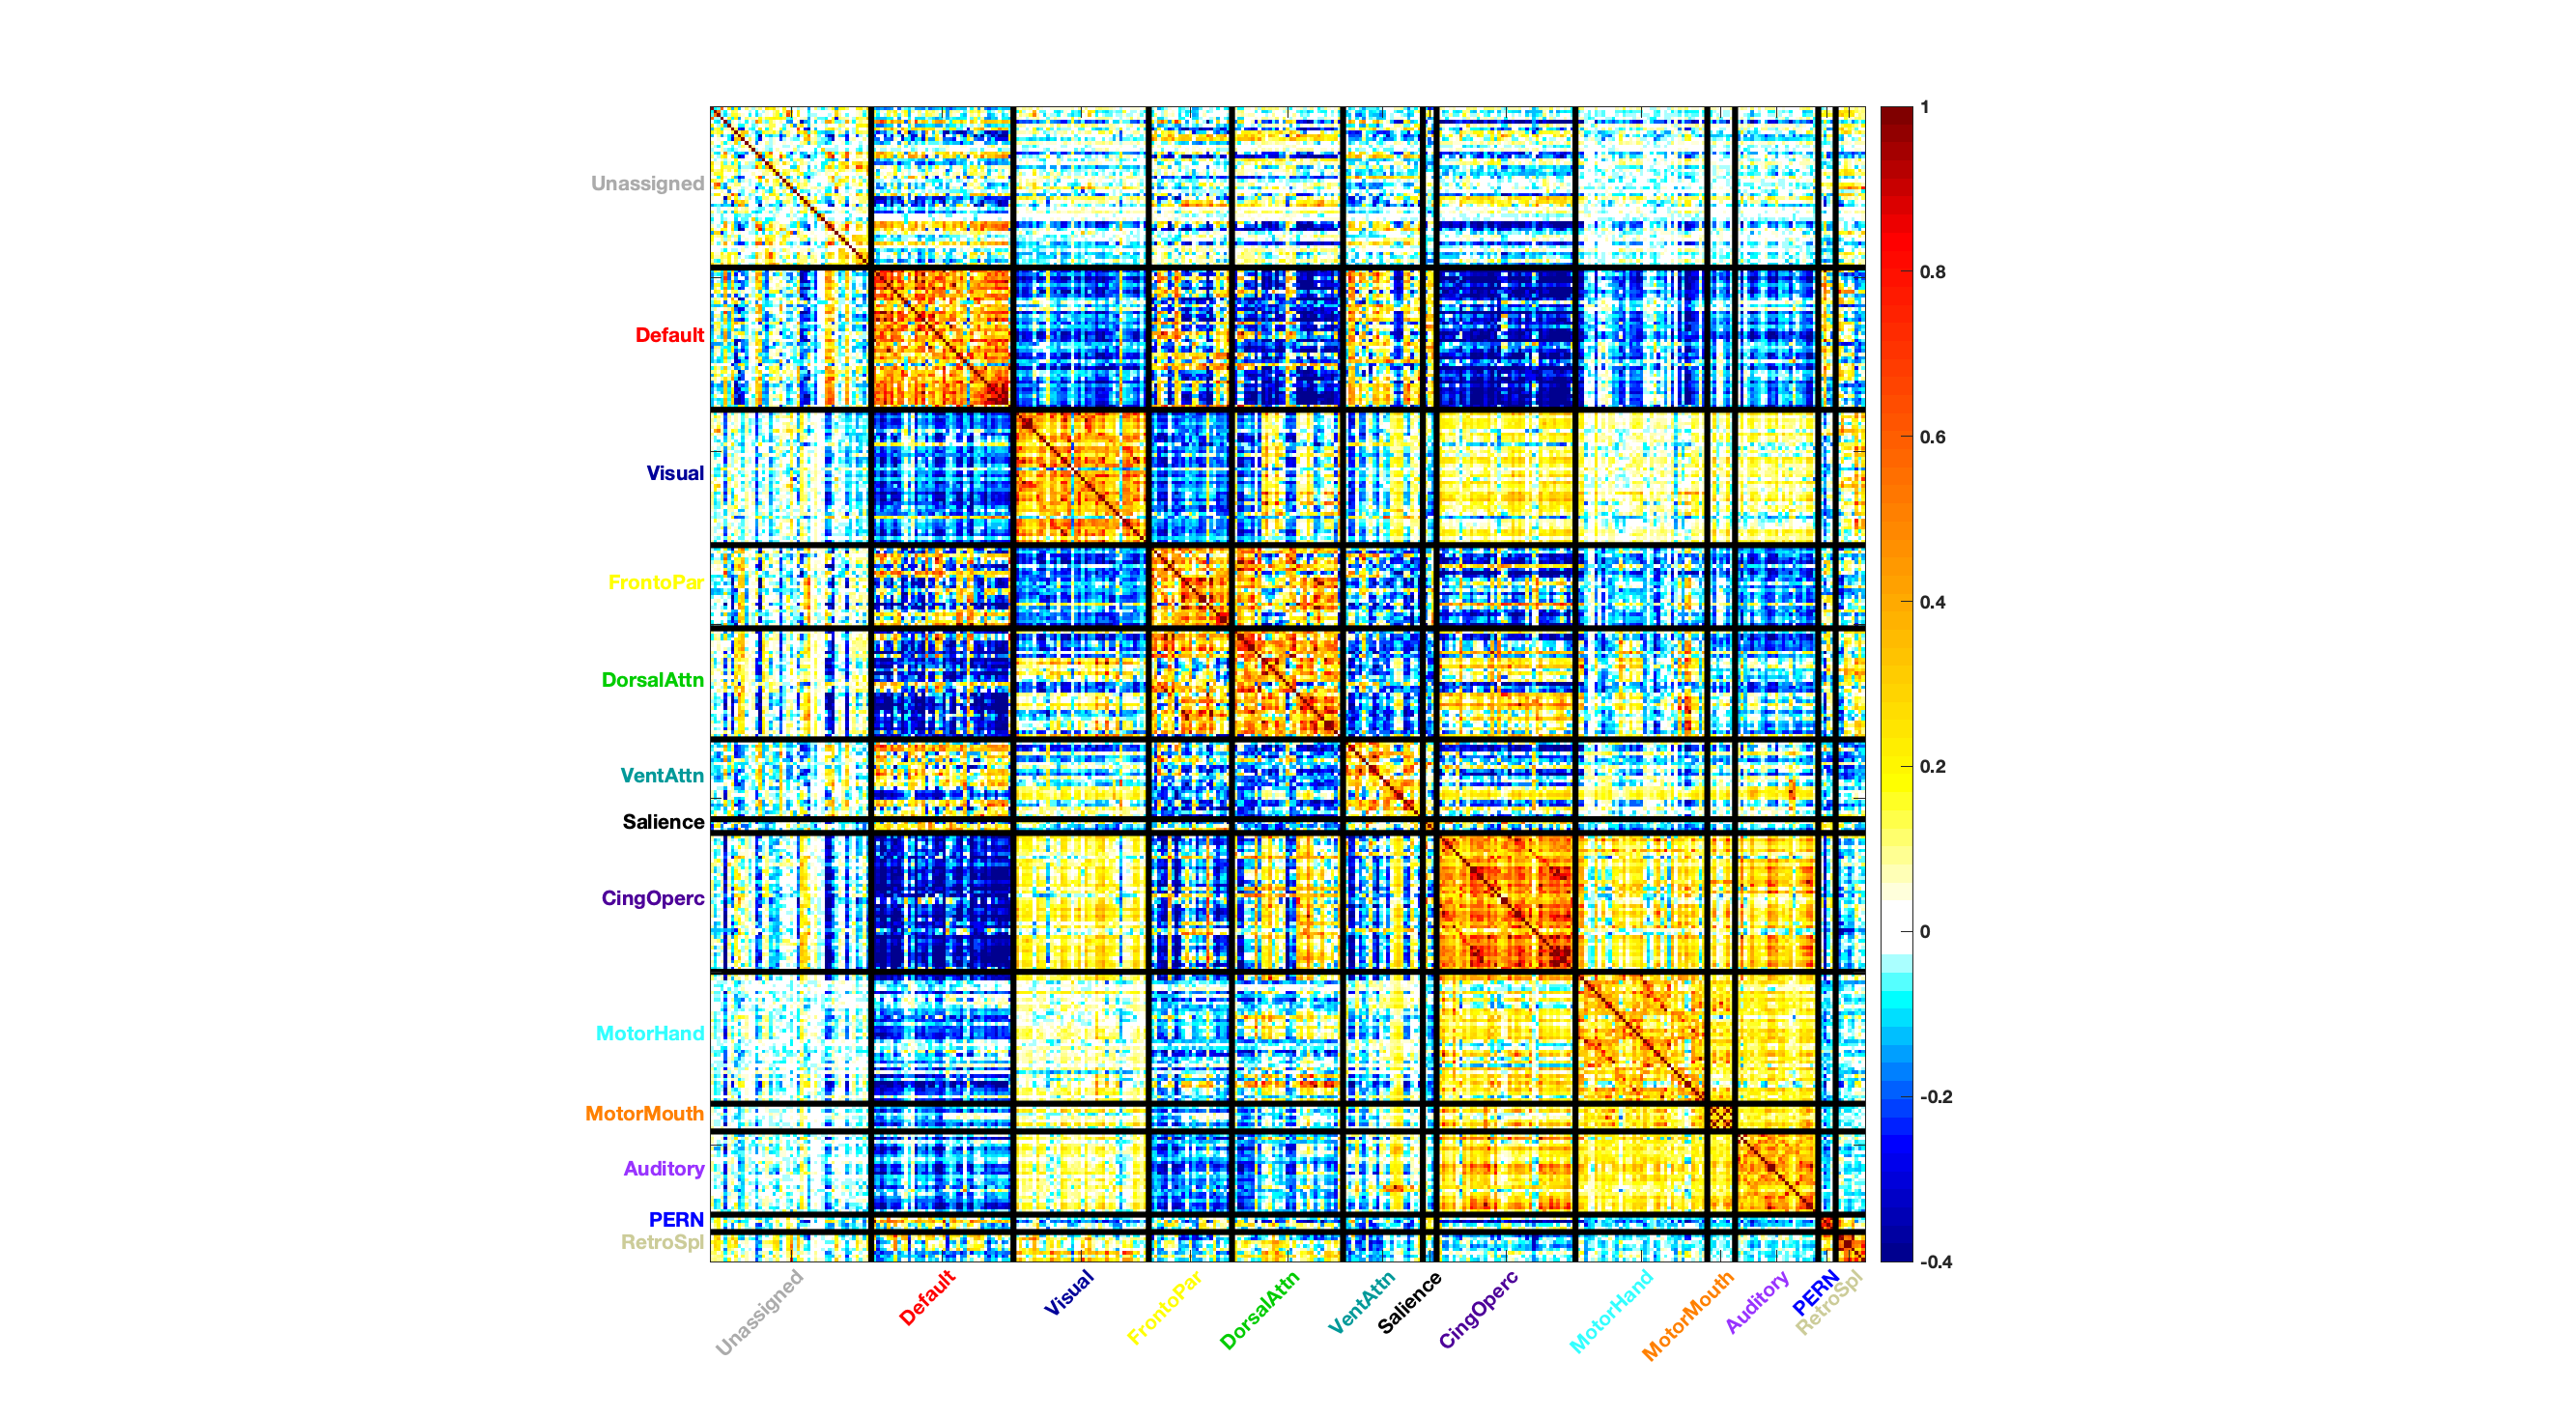 Unassigned
Default
Visual
FrontoPar
DorsalAttn
VentAttn
Salience
CingOperc
MotorHand
MotorMouth
Auditory
PERN
RetroSpl
Unassigned
Default
Visual
FrontoPar
DorsalAttn
VentAttn
Salience
CingOperc
MotorHand
MotorMouth
Auditory
PERN
RetroSpl
1
0.8
0.6
0.4
0.2
0
-0.2
-0.4